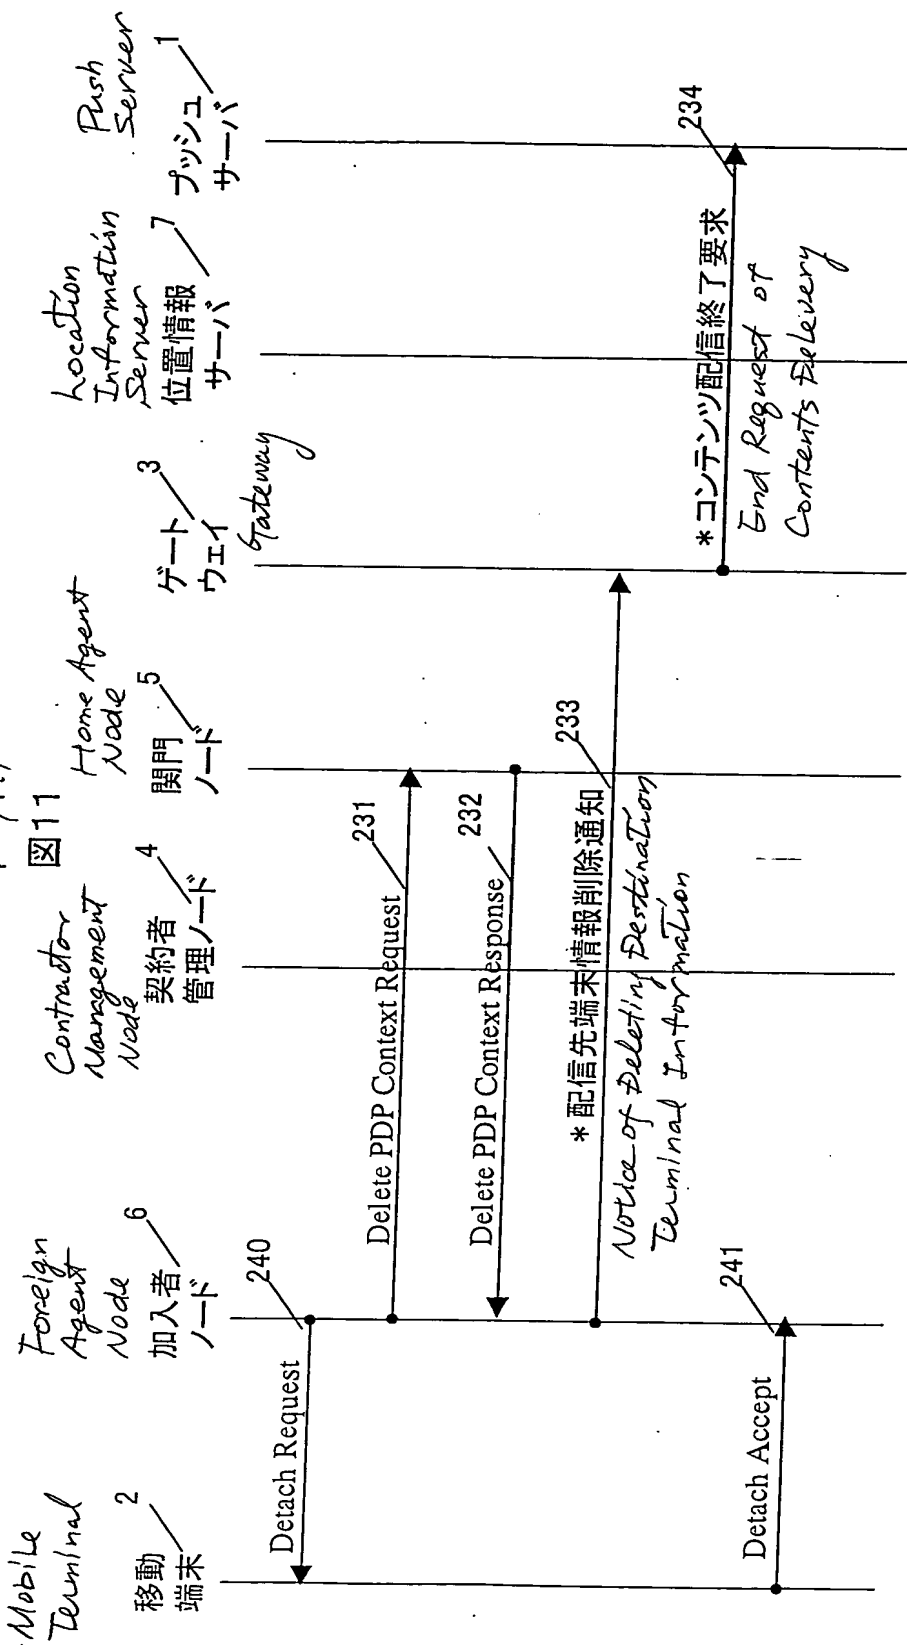 図11
Mobile
Terminal
2
移動
端末
Foreign
Agent
Node
6
加入者
ノード
Contractor
Management
Node
4
契約者
管理ノード
Home Agent
Node
5
関門
ノード
3
ゲート
ウェイ
Gateway
Location
Information
Server
7
位置情報
サーバ
Push
Server
1
プッシュ
サーバ
240
Detach Request
231
Delete PDP Context Request
232
Delete PDP Context Response
233
*配信先端末情報削除通知
Notice of Deleting Destination
Terminal Information
234
*コンテンツ配信終了要求
End Request of
Contents Delivery
241
Detach Accept